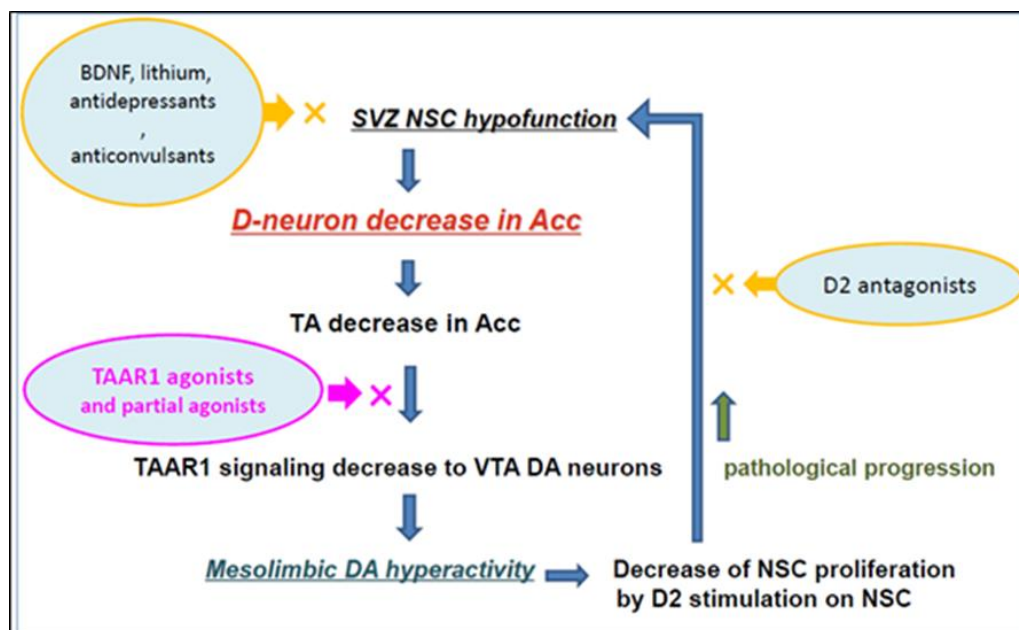 BDNF, lithium,
antidepressants
,
anticonvulsants
SVZ NSC hypofunction
D-neuron decrease in Acc
TA decrease in Acc
D2 antagonists
TAAR1 agonists
and partial agonists
TAAR1 signaling decrease to VTA DA neurons
pathological progression
Mesolimbic DA hyperactivity
Decrease of NSC proliferation
by D2 stimulation on NSC